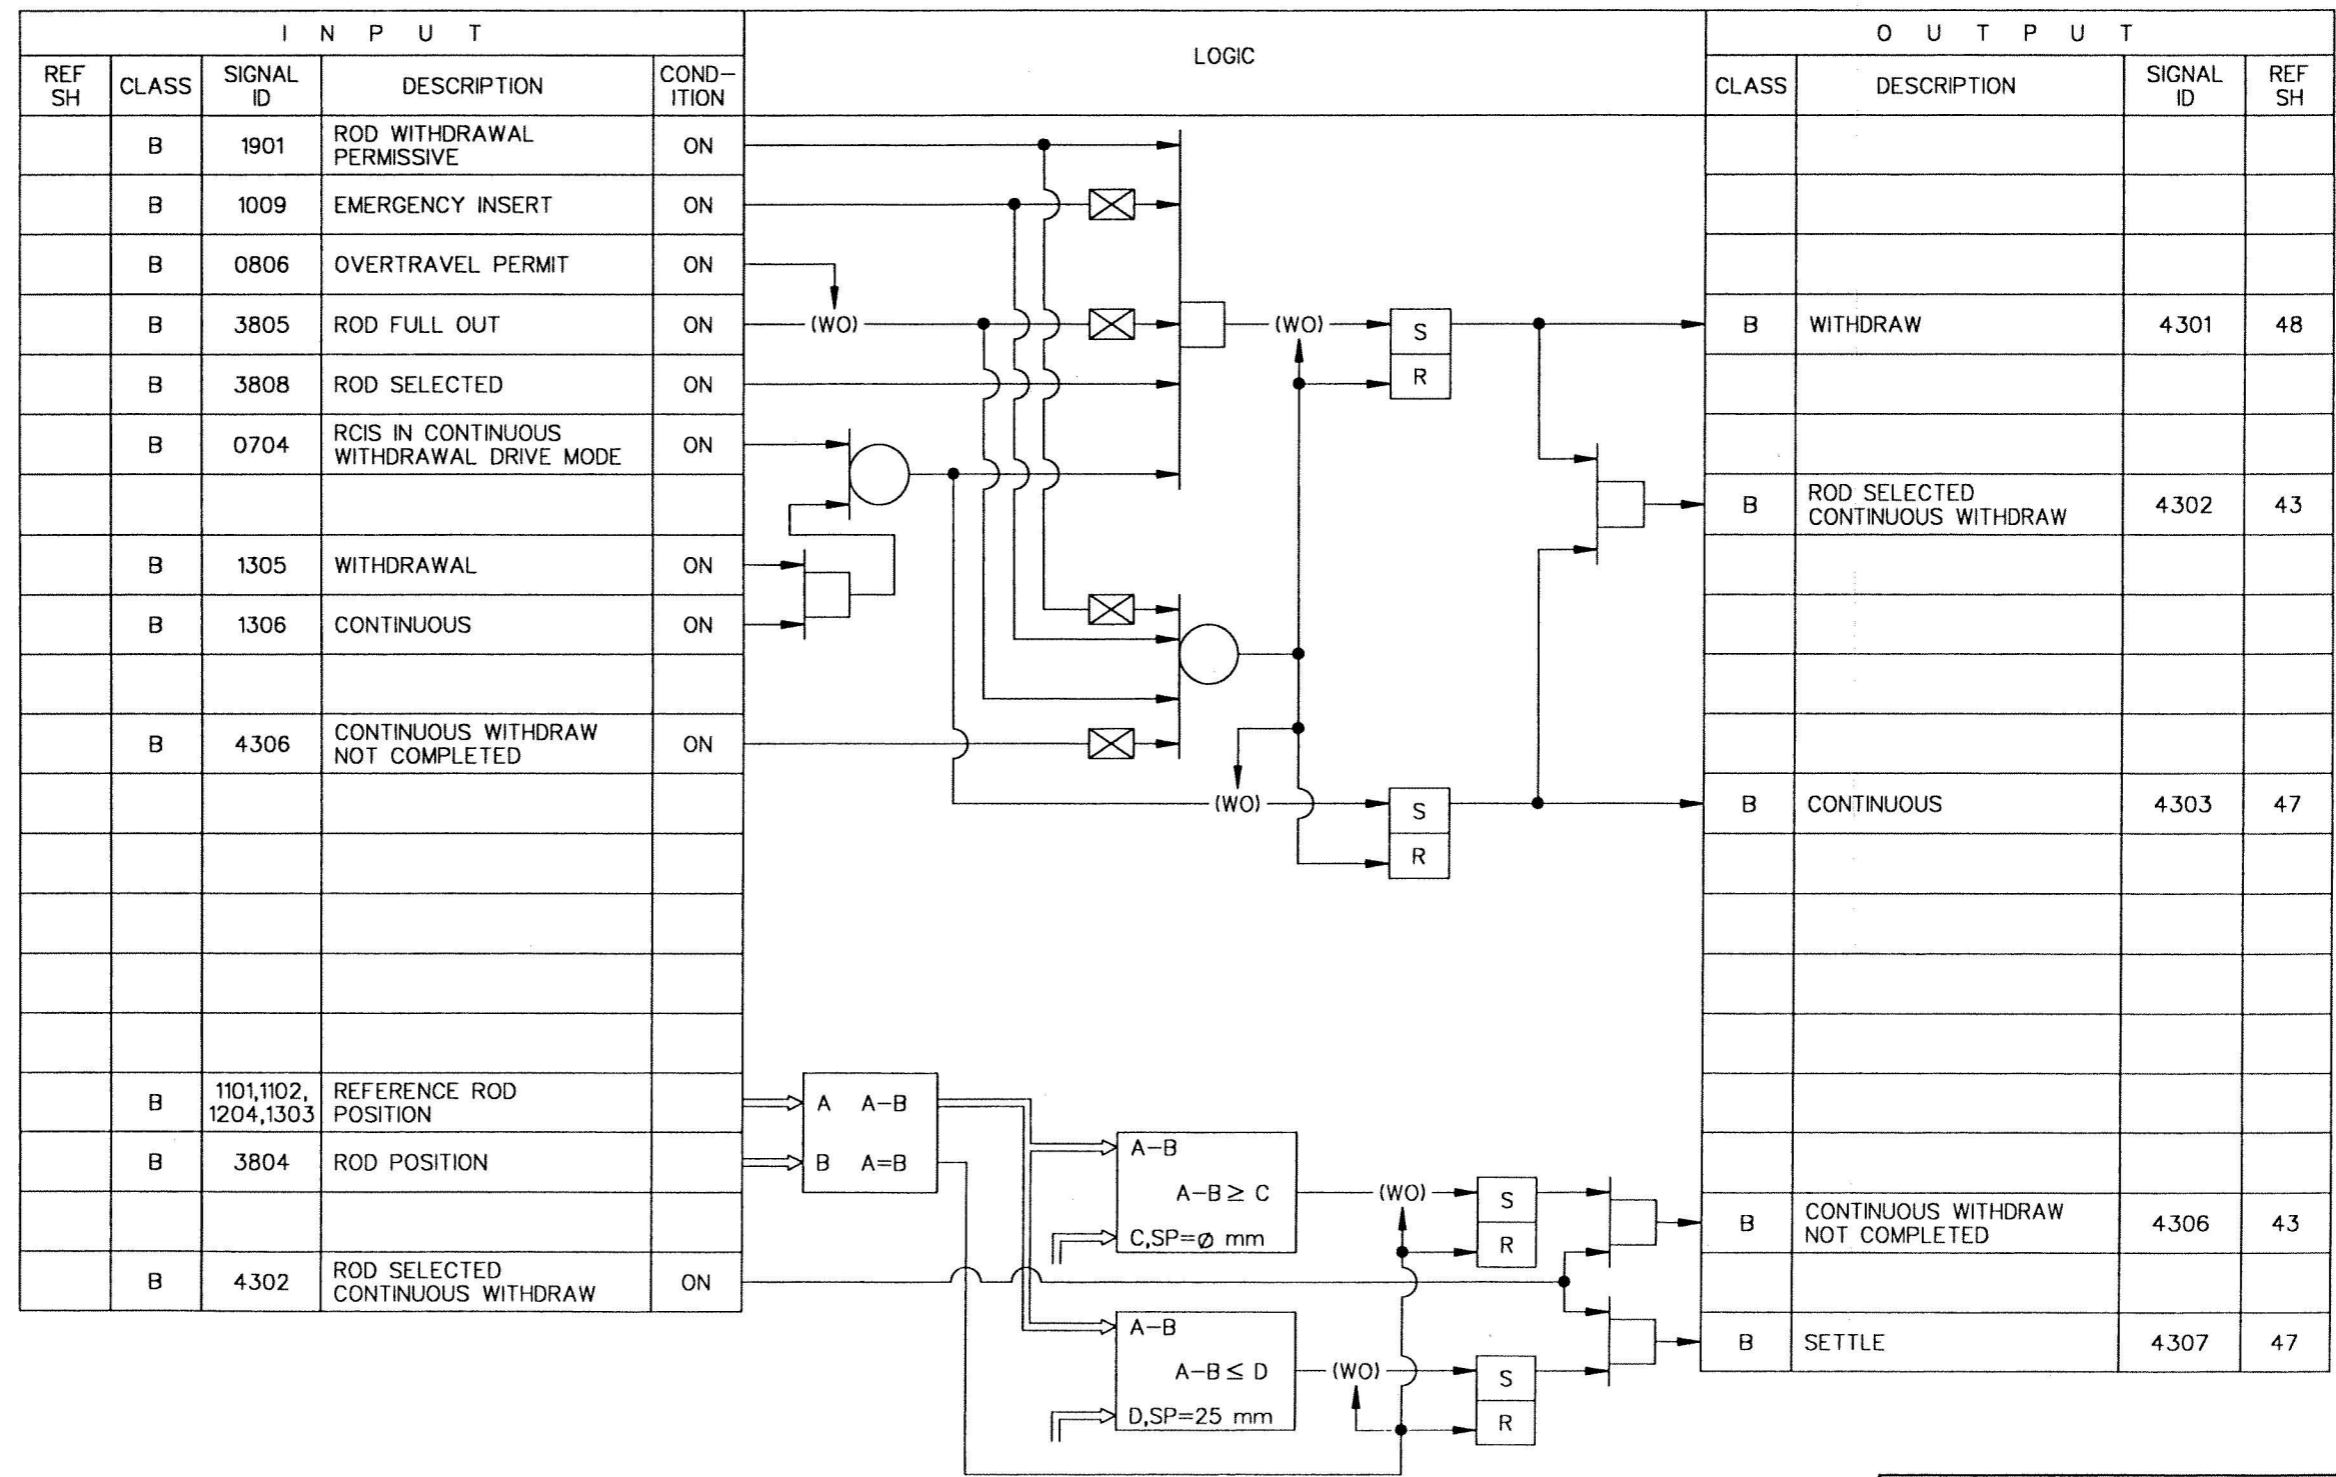 I N P U T
LOGIC
O U T P U T
REF SH
CLASS
SIGNAL ID
DESCRIPTION
COND-ITION
CLASS
DESCRIPTION
SIGNAL ID
REF SH
B 1901 ROD WITHDRAWAL
PERMISSIVE
ON
B 1009 EMERGENCY INSERT ON
B 0806 OVERTRAVEL PERMIT ON
B 3805 ROD FULL OUT ON
(WO)
(WO)
S
R
B WITHDRAW 4301 48
B 3808 ROD SELECTED ON
B 0704 RCIS IN CONTINUOUS
WITHDRAWAL DRIVE MODE
ON
B ROD SELECTED
CONTINUOUS WITHDRAW
4302 43
B 1305 WITHDRAWAL ON
B 1306 CONTINUOUS ON
B 4306 CONTINUOUS WITHDRAW
NOT COMPLETED
ON
(WO)
S
R
B CONTINUOUS 4303 47
B 1101,1102,
1204,1303
REFERENCE ROD
POSITION
A A-B
B 3804 ROD POSITION
B A=B
A-B
A-B≥ C
C,SP=Ø mm
(WO)
S
R
B CONTINUOUS WITHDRAW
NOT COMPLETED
4306 43
B 4302 ROD SELECTED
CONTINUOUS WITHDRAW
ON
A-B
A-B≤ D
D,SP=25 mm
(WO)
S
R
B SETTLE 4307 47